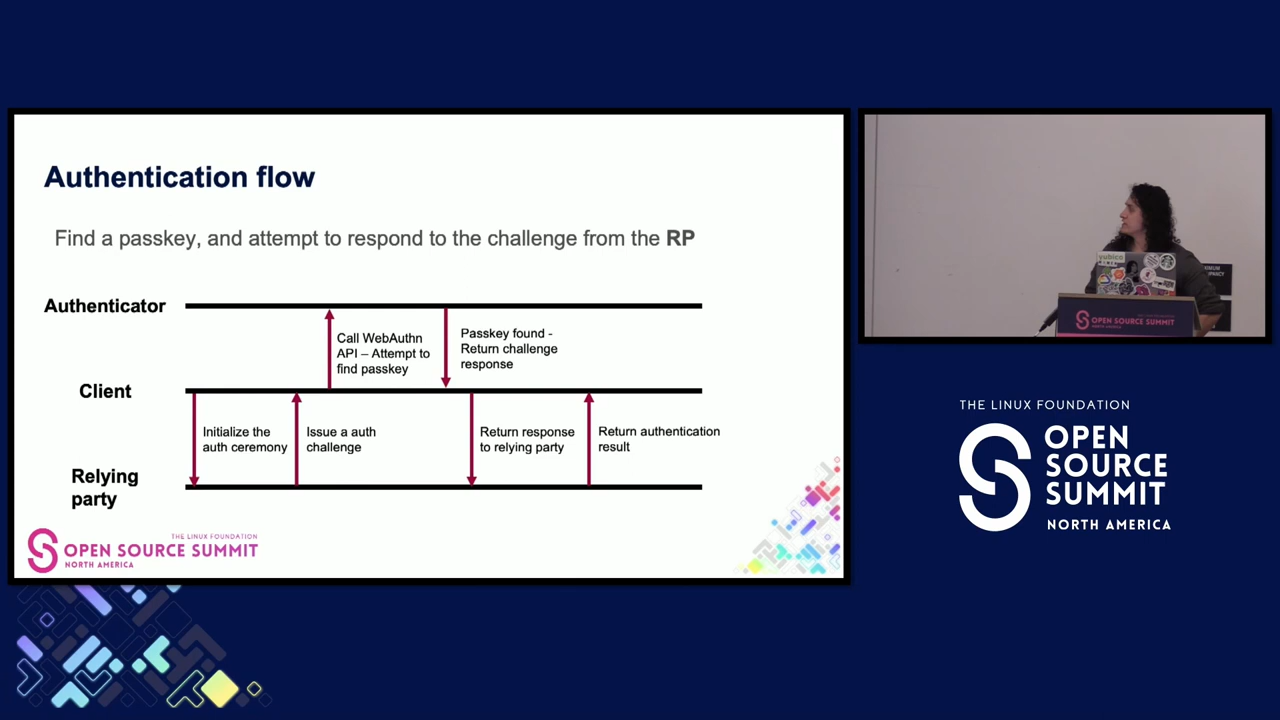 Authentication flow
Find a passkey, and attempt to respond to the challenge from the RP
Authenticator
Call WebAuthn
API – Attempt to
find passkey
Passkey found -
Return challenge
response
Client
Initialize the
auth ceremony
Issue a auth
challenge
Return response
to relying party
Return authentication
result
Relying
party
THE LINUX FOUNDATION
OPEN SOURCE SUMMIT
NORTH AMERICA
yubico
OPEN SOURCE SUMMIT
NORTH AMERICA
THE LINUX FOUNDATION
OPEN
SOURCE
SUMMIT
NORTH AMERICA